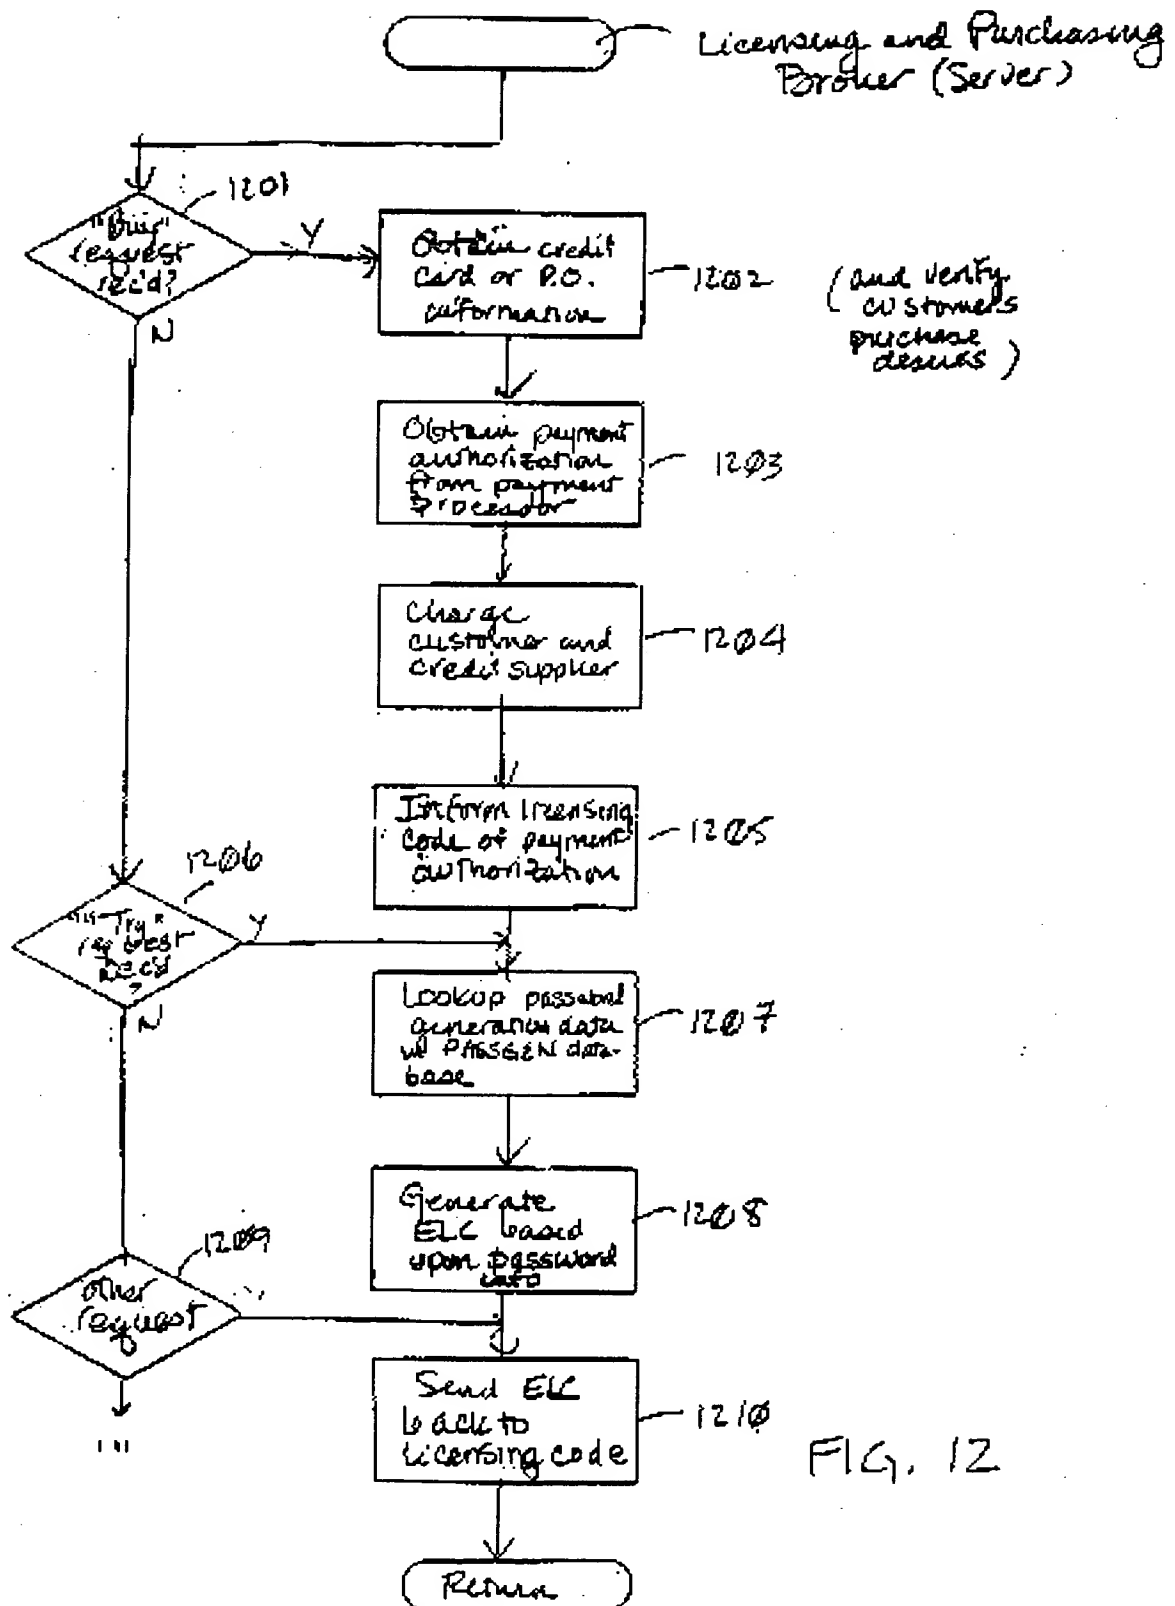 Licensing and Purchasing
Broker (Server)
1201
"Buy"
request
rec'd?
Y
N
Obtain credit
card or P.O.
information
1202
(and verify
customers
purchase
desires)
Obtain payment
authorization
from payment
processor
1203
Charge
customer and
credit supplier
1204
Inform licensing
code of payment
authorization
1205
1206
"Try"
request
rec'd
?
Y
N
Lookup password
generation data
w/ PASSGEN data-
base
1207
Generate
ELC based
upon password
info
1208
1209
other
request
Send ELC
back to
licensing code
1210
FIG. 12
Return